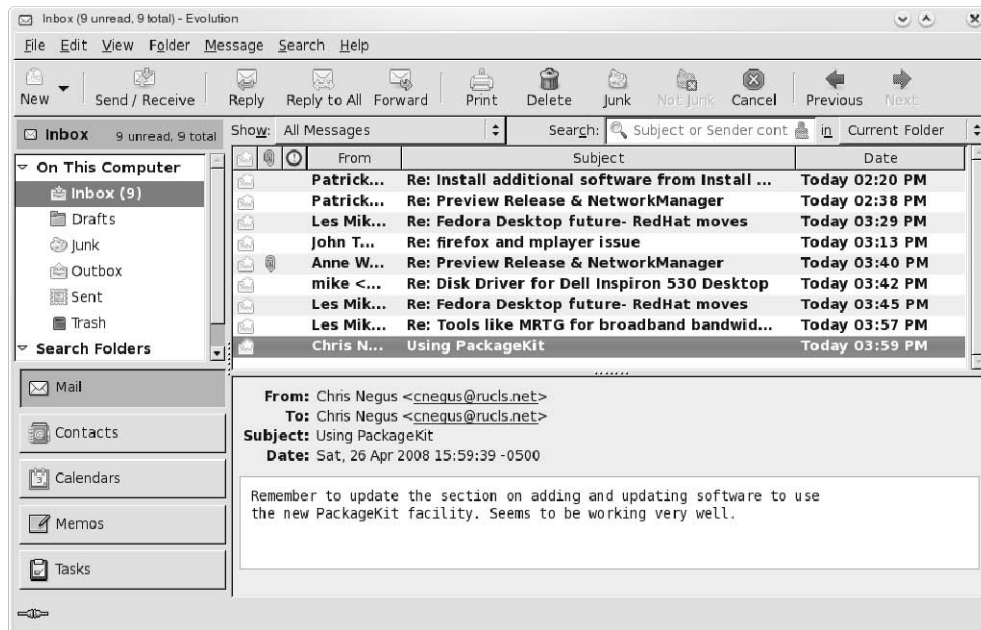 Inbox (9 unread, 9 total) - Evolution
File Edit View Folder Message Search Help
New Send / Receive Reply Reply to All Forward Print Delete Junk Not Junk Cancel Previous Next
Inbox 9 unread, 9 total Show: All Messages Search: Subject or Sender cont in Current Folder
On This Computer
Inbox (9)
Drafts
Junk
Outbox
Sent
Trash
Search Folders
Mail
Contacts
Calendars
Memos
Tasks
From Subject Date
Patrick... Re: Install additional software from Install ... Today 02:20 PM
Patrick... Re: Preview Release & NetworkManager Today 02:38 PM
Les Mik... Re: Fedora Desktop future- RedHat moves Today 03:29 PM
John T... Re: firefox and mplayer issue Today 03:13 PM
Anne W... Re: Preview Release & NetworkManager Today 03:40 PM
mike <... Re: Disk Driver for Dell Inspiron 530 Desktop Today 03:42 PM
Les Mik... Re: Fedora Desktop future- RedHat moves Today 03:45 PM
Les Mik... Re: Tools like MRTG for broadband bandwid... Today 03:57 PM
Chris N... Using PackageKit Today 03:59 PM
From: Chris Negus <cnegus@rucls.net>
To: Chris Negus <cnegus@rucls.net>
Subject: Using PackageKit
Date: Sat, 26 Apr 2008 15:59:39 -0500
Remember to update the section on adding and updating software to use
the new PackageKit facility. Seems to be working very well.